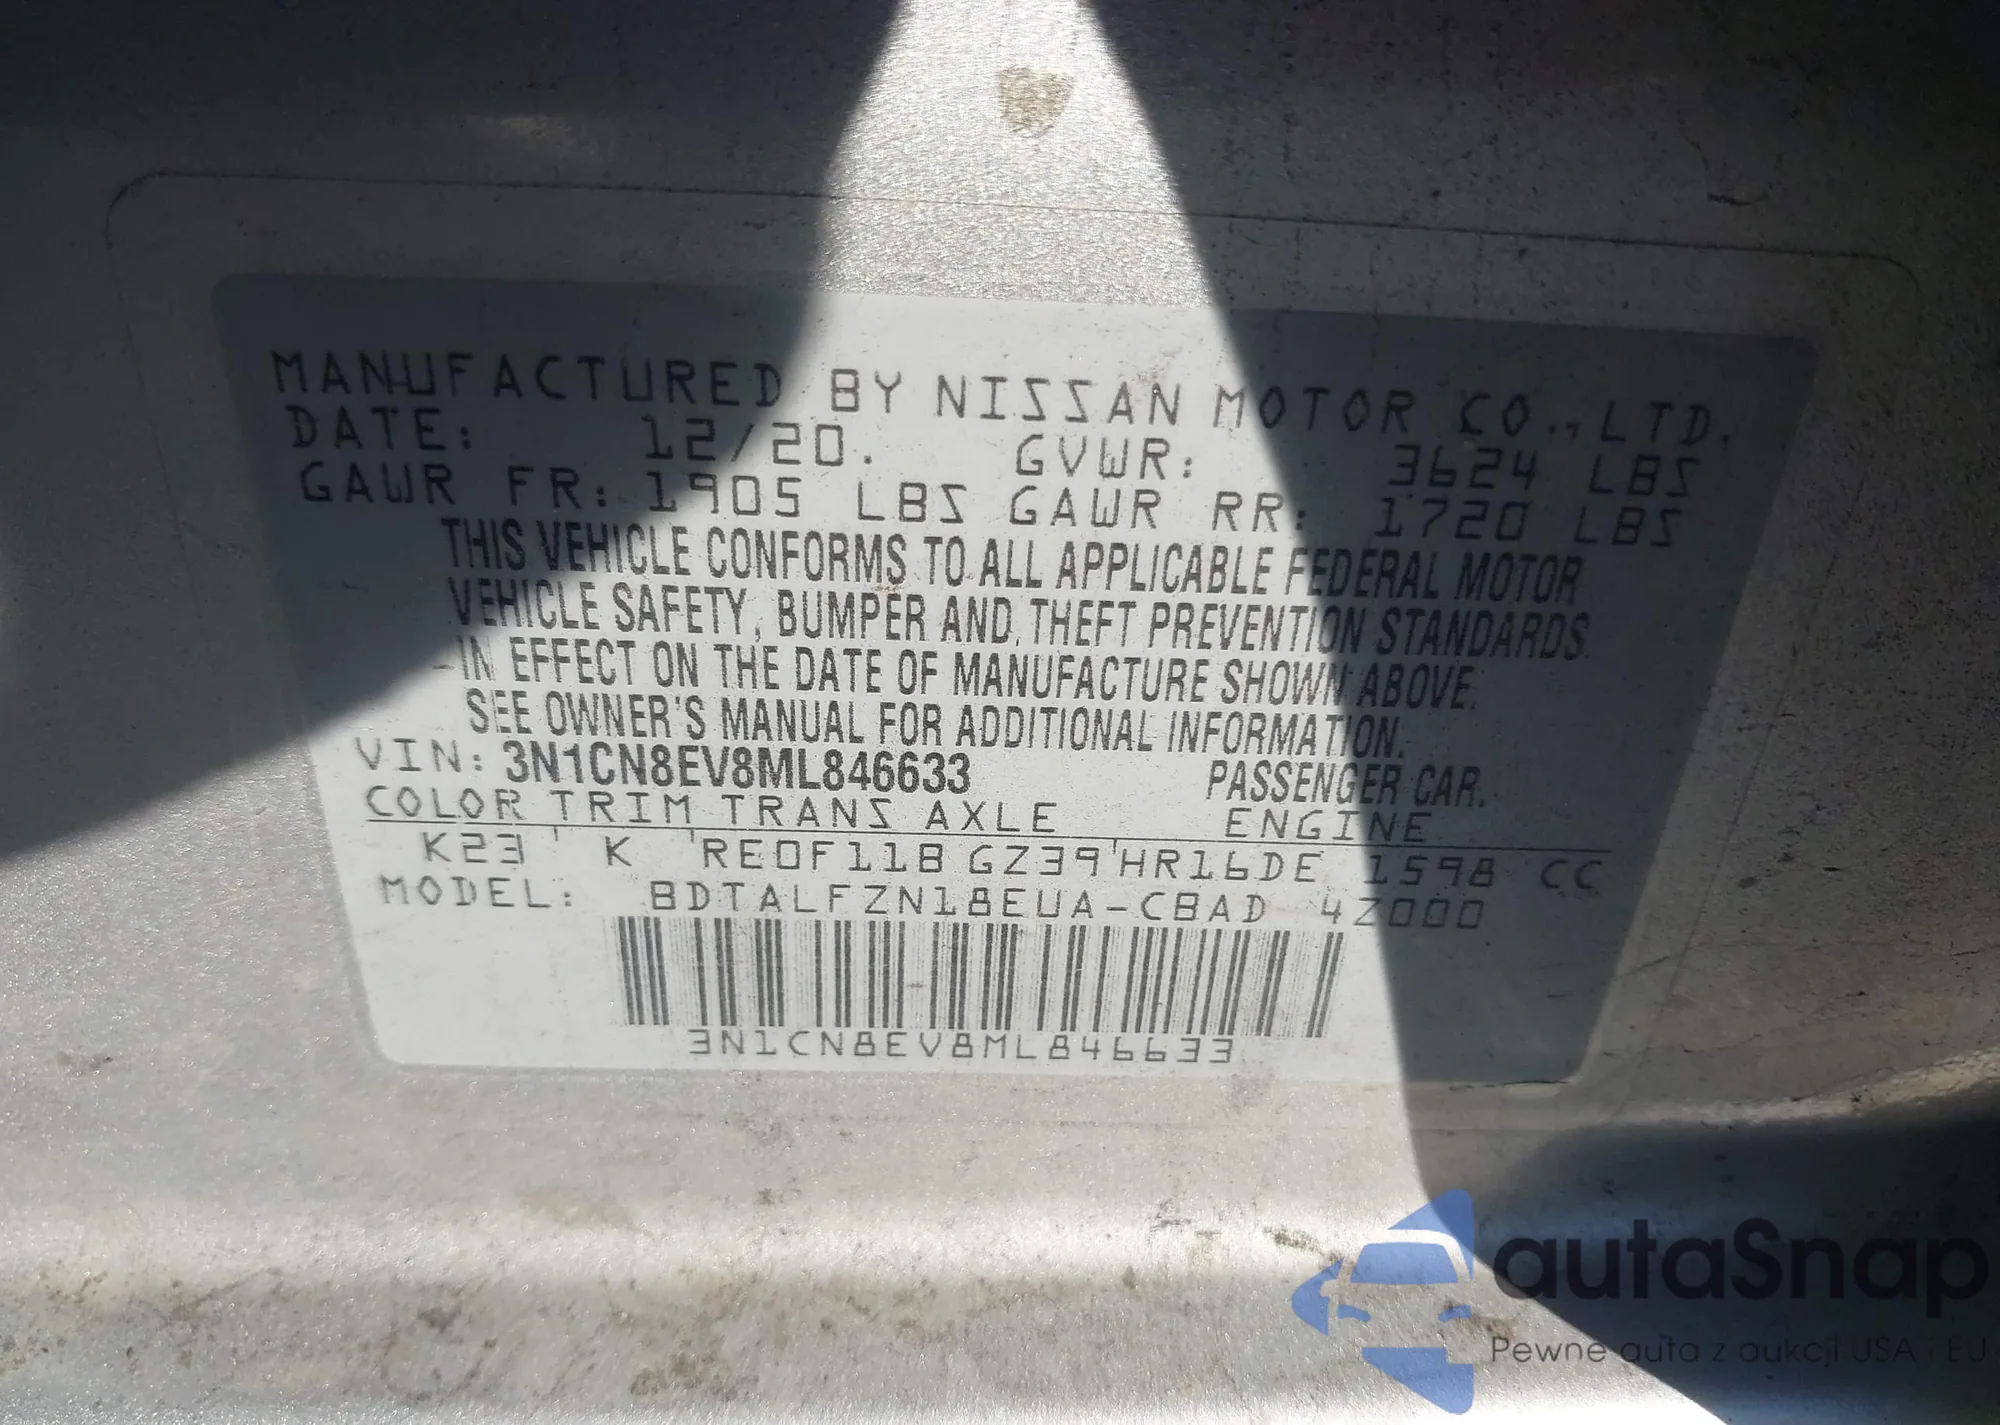 MANUFACTURED BY NISSAN MOTOR CO., LTD.
DATE: 12/20. GVWR: 3624 LBS
GAWR FR: 1905 LBS GAWR RR: 1720 LBS
THIS VEHICLE CONFORMS TO ALL APPLICABLE FEDERAL MOTOR
VEHICLE SAFETY, BUMPER AND THEFT PREVENTION STANDARDS
IN EFFECT ON THE DATE OF MANUFACTURE SHOWN ABOVE.
SEE OWNER'S MANUAL FOR ADDITIONAL INFORMATION.
VIN: 3N1CN8EV8ML846633 PASSENGER CAR.
COLOR TRIM TRANS AXLE ENGINE
K23 K RE0F11B GZ39 HR16DE 1598 CC
MODEL: BDTALFZN18EUA-CBAD 4Z000
3N1CN8EV8ML846633
autaSnap
Pewne auta z aukcji USA i EU